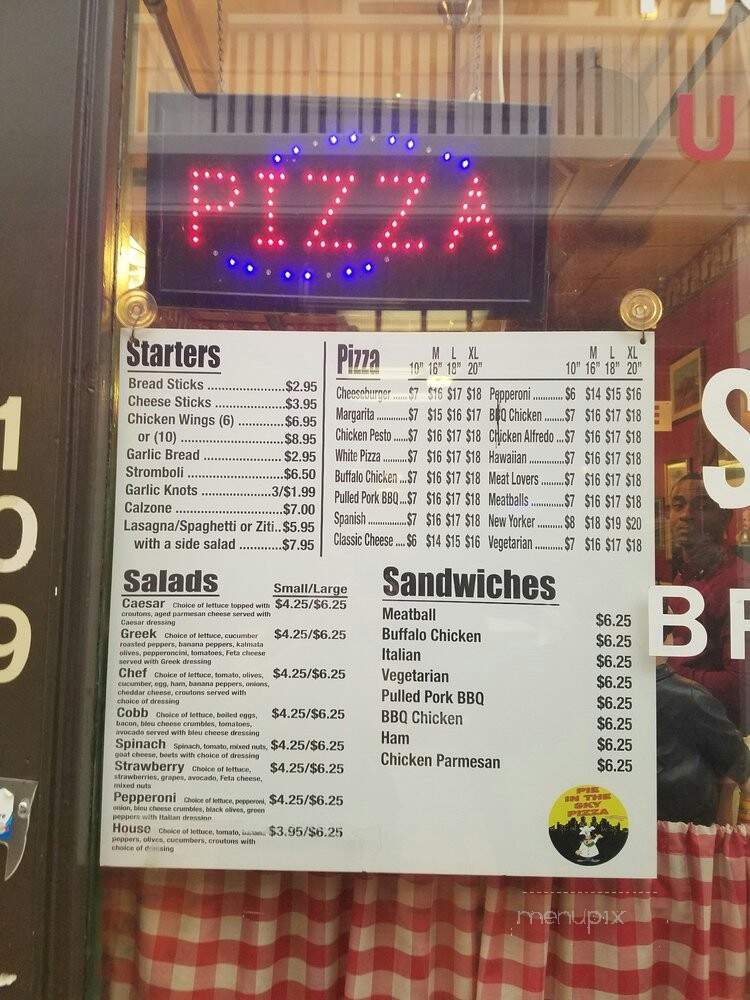 PIZZA
U
Starters
Bread Sticks ..................$2.95
Cheese Sticks ................$3.95
Chicken Wings (6) ...........$6.95
or (10) ......................$8.95
Garlic Bread ..................$2.95
Stromboli .....................$6.50
Garlic Knots ................3/$1.99
Calzone .......................$7.00
Lasagna/Spaghetti or Ziti..$5.95
with a side salad ...........$7.95
Pizza
M L XL
10" 16" 18" 20"
Cheeseburger ......$7 $16 $17 $18
Margarita ...........$7 $15 $16 $17
Chicken Pesto ......$7 $16 $17 $18
White Pizza .........$7 $16 $17 $18
Buffalo Chicken ...$7 $16 $17 $18
Pulled Pork BBQ...$7 $16 $17 $18
Spanish ..............$7 $16 $17 $18
Classic Cheese ....$6 $14 $15 $16
M L XL
10" 16" 18" 20"
Pepperoni ...........$6 $14 $15 $16
BBQ Chicken .......$7 $16 $17 $18
Chicken Alfredo ...$7 $16 $17 $18
Hawaiian .............$7 $16 $17 $18
Meat Lovers ........$7 $16 $17 $18
Meatballs ............$7 $16 $17 $18
New Yorker .........$8 $18 $19 $20
Vegetarian ...........$7 $16 $17 $18
Salads
Small/Large
Caesar Choice of lettuce topped with $4.25/$6.25
croutons, aged parmesan cheese served with
Caesar dressing
Greek Choice of lettuce, cucumber $4.25/$6.25
roasted peppers, banana peppers, kalmata
olives, pepperoncini, tomatoes, Feta cheese
served with Greek dressing
Chef Choice of lettuce, tomato, olives, $4.25/$6.25
cucumber, egg, ham, banana peppers, onions,
cheddar cheese, croutons served with
choice of dressing
Cobb Choice of lettuce, boiled eggs, $4.25/$6.25
bacon, bleu cheese crumbles, tomatoes,
avocado served with bleu cheese dressing
Spinach Spinach, tomato, mixed nuts, $4.25/$6.25
goat cheese, beets with choice of dressing
Strawberry Choice of lettuce, $4.25/$6.25
strawberries, grapes, avocado, Feta cheese,
mixed nuts
Pepperoni Choice of lettuce, pepperoni, $4.25/$6.25
onion, bleu cheese crumbles, black olives, green
peppers with Italian dressing
House Choice of lettuce, tomato, banana $3.95/$6.25
peppers, olives, cucumbers, croutons with
choice of dressing
Sandwiches
Meatball $6.25
Buffalo Chicken $6.25
Italian $6.25
Vegetarian $6.25
Pulled Pork BBQ $6.25
BBQ Chicken $6.25
Ham $6.25
Chicken Parmesan $6.25
PIE
IN THE
SKY
PIZZA
1
0
9
S
BR
menupix